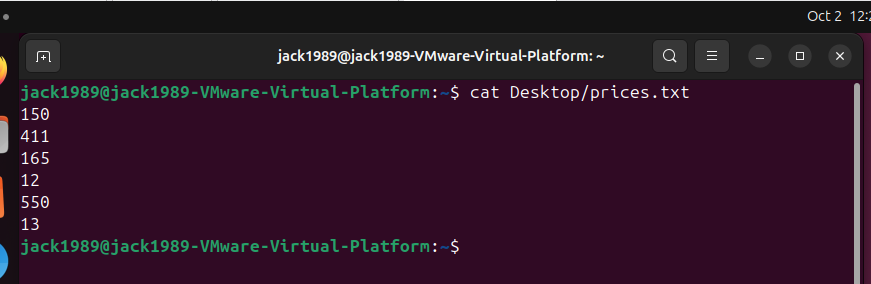 Oct 2 12:2
jack1989@jack1989-VMware-Virtual-Platform: ~
jack1989@jack1989-VMware-Virtual-Platform:~$ cat Desktop/prices.txt
150
411
165
12
550
13
jack1989@jack1989-VMware-Virtual-Platform:~$